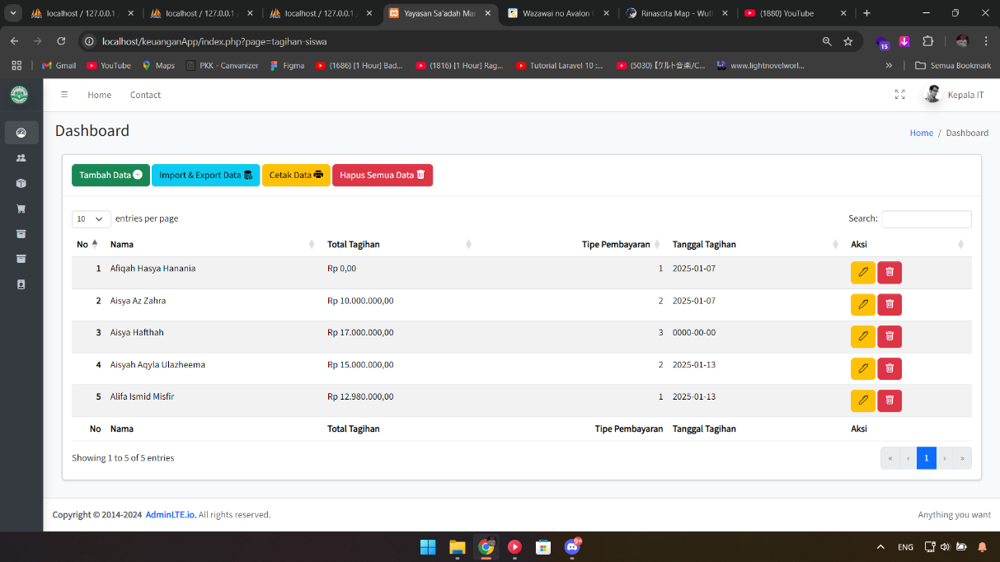 localhost / 127.0.0.1 /
localhost / 127.0.0.1 /
localhost / 127.0.0.1 /
Yayasan Sa'adah Mar
Wazawai no Avalon C
Rinascita Map - Wuth
(1880) YouTube
localhost/keuanganApp/index.php?page=tagihan-siswa
15
Gmail
YouTube
Maps
PKK - Canvanizer
Figma
(1686) [1 Hour] Bad...
(1816) [1 Hour] Rag...
Tutorial Laravel 10 :...
(5030) 【ケルト音楽/C...
www.lightnovelworl...
»
Semua Bookmark
Home
Contact
Kepala IT
Dashboard
Home / Dashboard
Tambah Data
Import & Export Data
Cetak Data
Hapus Semua Data
10 entries per page
Search:
No Nama Total Tagihan Tipe Pembayaran Tanggal Tagihan Aksi
1 Afiqah Hasya Hanania Rp 0,00 1 2025-01-07
2 Aisya Az Zahra Rp 10.000.000,00 2 2025-01-07
3 Aisya Hafthah Rp 17.000.000,00 3 0000-00-00
4 Aisyah Aqyla Ulazheema Rp 15.000.000,00 2 2025-01-13
5 Alifa Ismid Misfir Rp 12.980.000,00 1 2025-01-13
No Nama Total Tagihan Tipe Pembayaran Tanggal Tagihan Aksi
Showing 1 to 5 of 5 entries
« ‹ 1 › »
Copyright © 2014-2024 AdminLTE.io. All rights reserved.
Anything you want
ENG